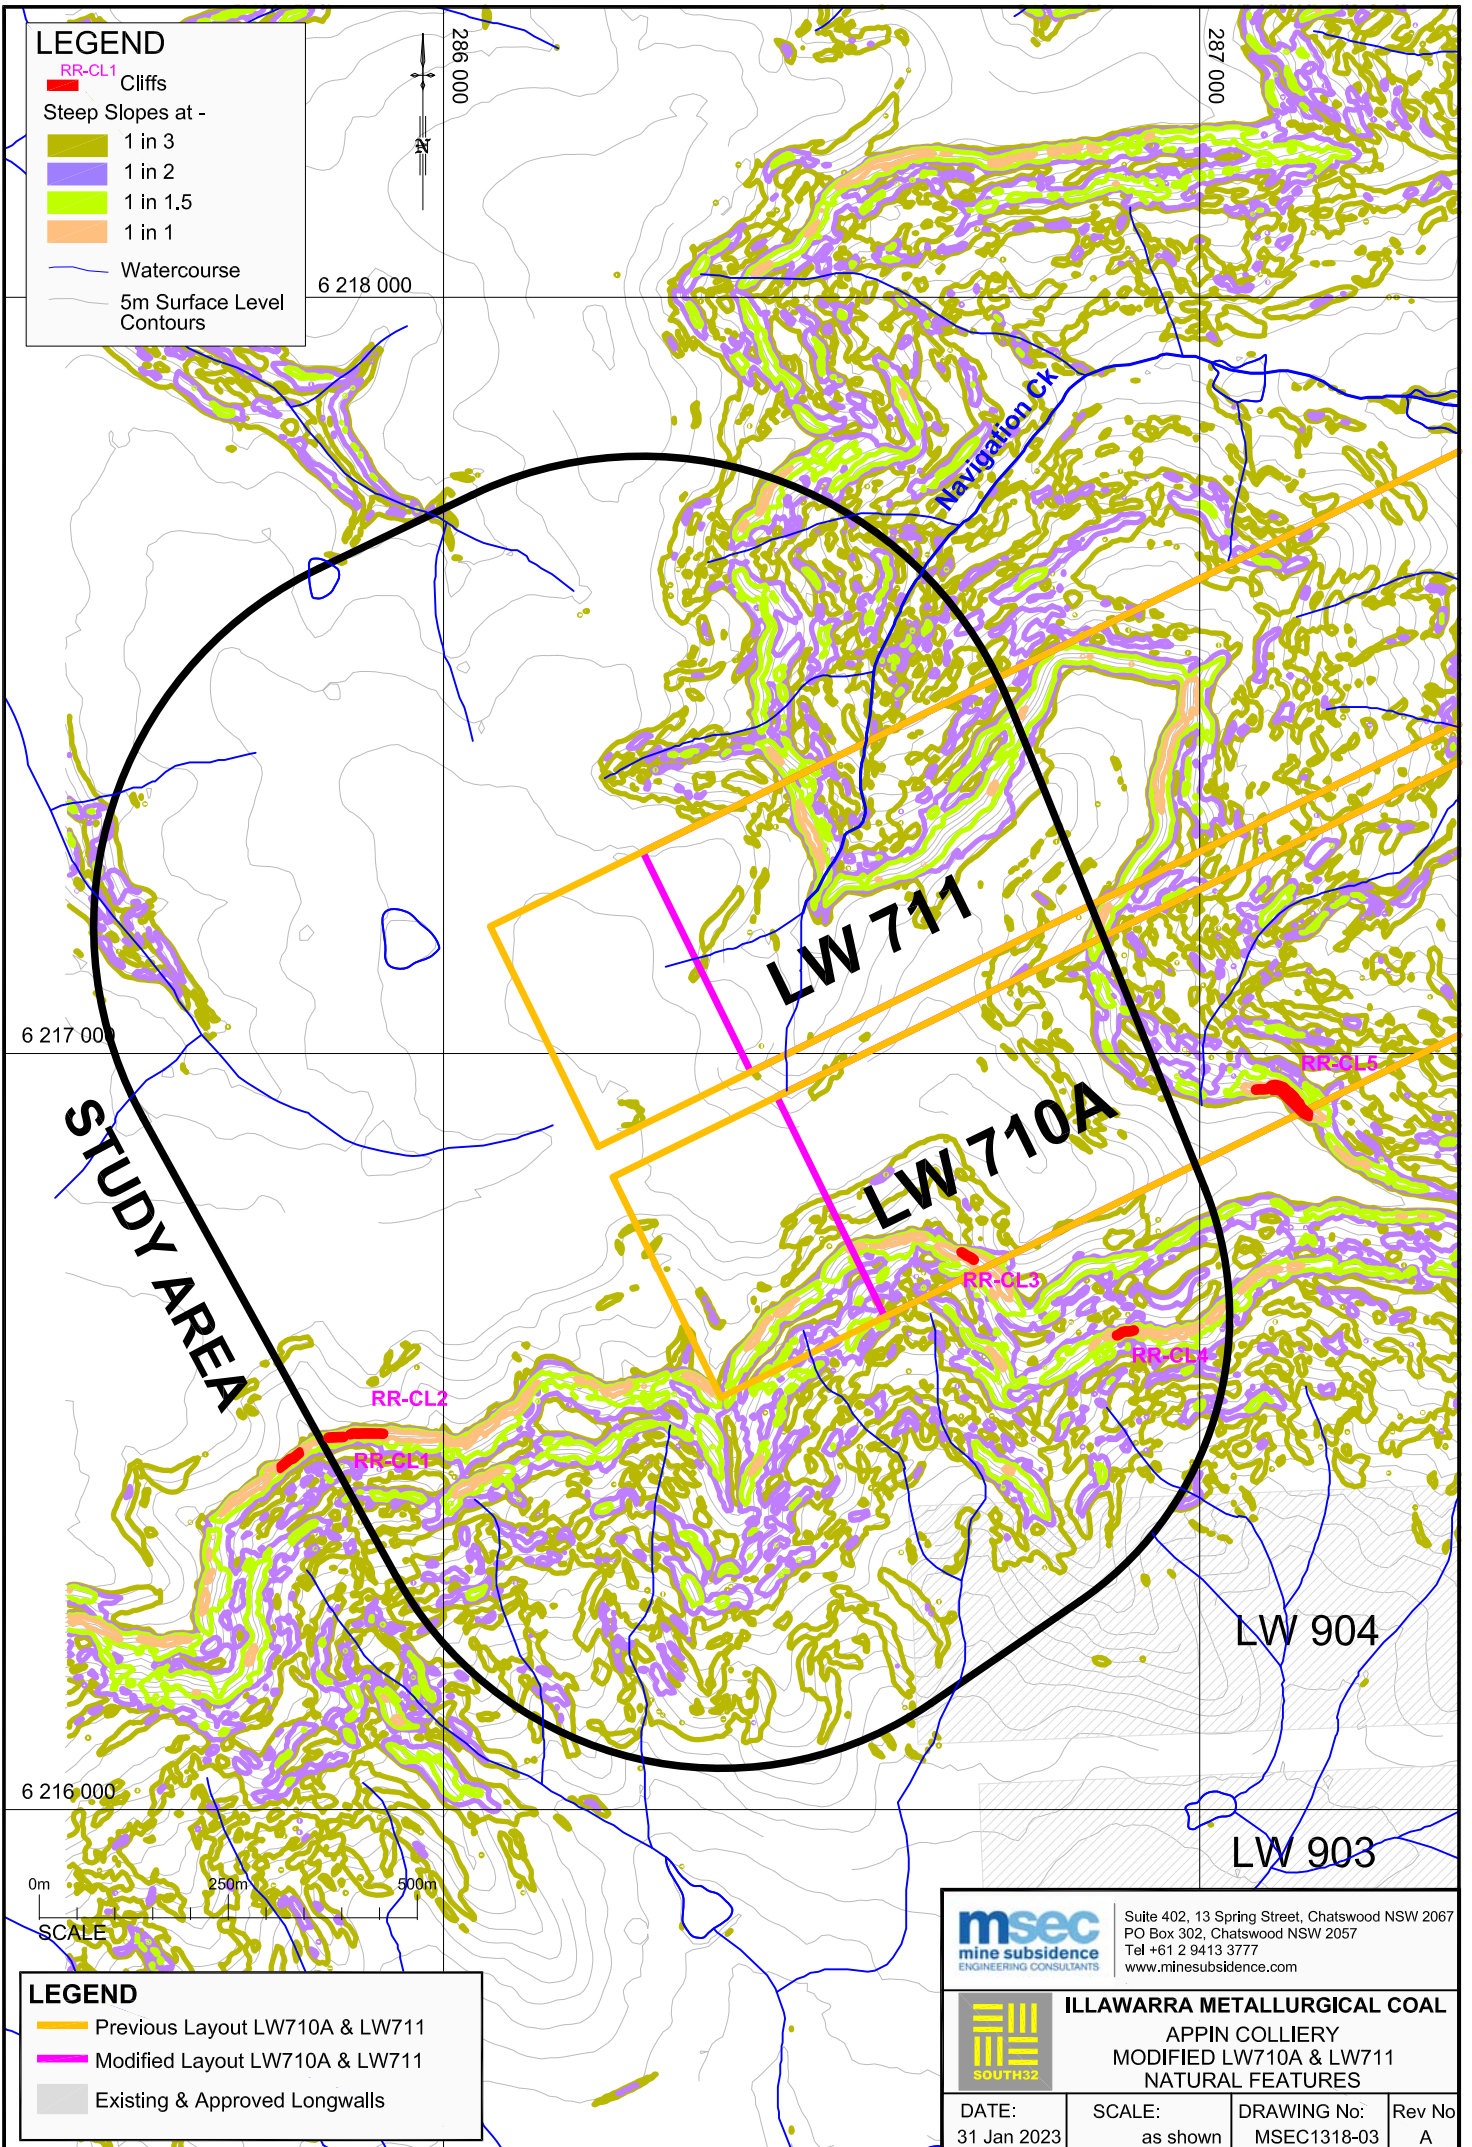 LEGEND
RR-CL1
Cliffs
Steep Slopes at -
1 in 3
1 in 2
1 in 1.5
1 in 1
Watercourse
5m Surface Level
Contours
286 000
287 000
N
6 218 000
Navigation Ck
LW 711
6 217 000
RR-CL5
LW 710A
STUDY AREA
RR-CL3
RR-CL4
RR-CL2
RR-CL1
LW 904
6 216 000
LW 903
0m
250m
500m
SCALE
LEGEND
Previous Layout LW710A & LW711
Modified Layout LW710A & LW711
Existing & Approved Longwalls
msec
mine subsidence
ENGINEERING CONSULTANTS
Suite 402, 13 Spring Street, Chatswood NSW 2067
PO Box 302, Chatswood NSW 2057
Tel +61 2 9413 3777
www.minesubsidence.com
SOUTH32
ILLAWARRA METALLURGICAL COAL
APPIN COLLIERY
MODIFIED LW710A & LW711
NATURAL FEATURES
DATE:
31 Jan 2023
SCALE:
as shown
DRAWING No:
MSEC1318-03
Rev No
A